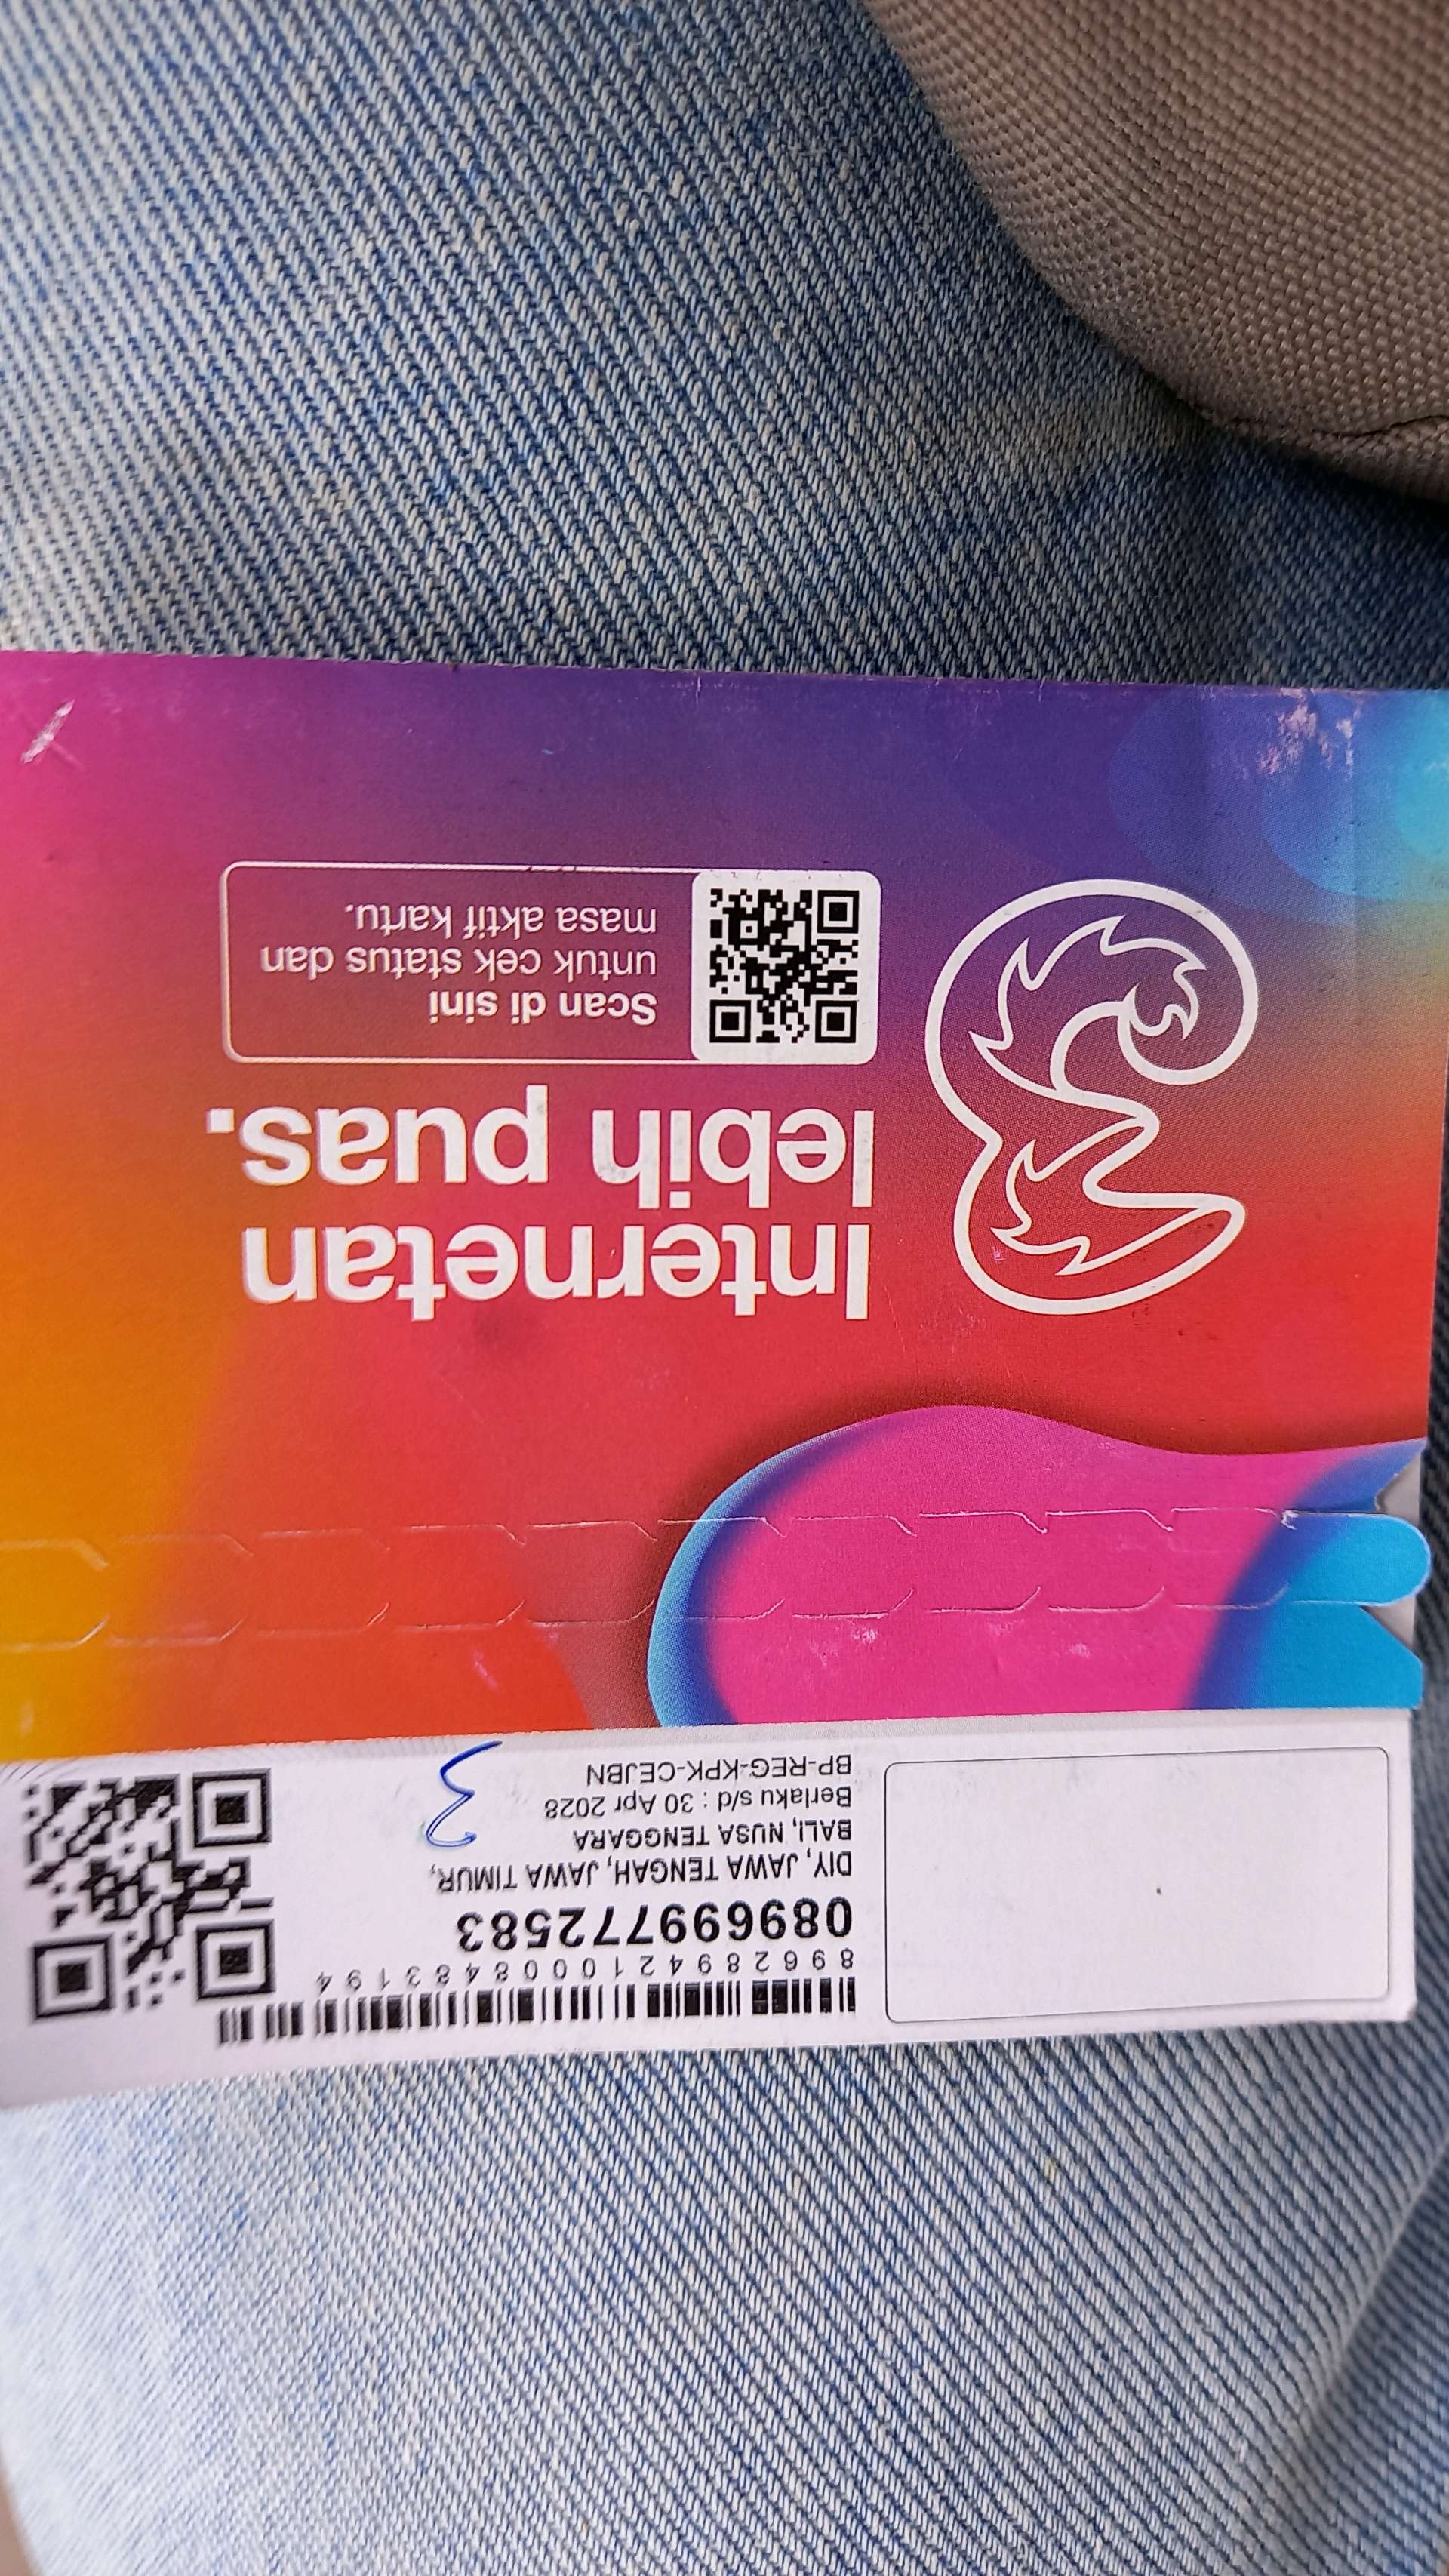 8962894210008483194
089699772583
DIY, JAWA TENGAH, JAWA TIMUR,
BALI, NUSA TENGGARA
Berlaku s/d : 30 Apr 2028
BP-REG-KPK-CEJBN
3
Internetan
lebih puas.
Scan di sini
untuk cek status dan
masa aktif kartu.